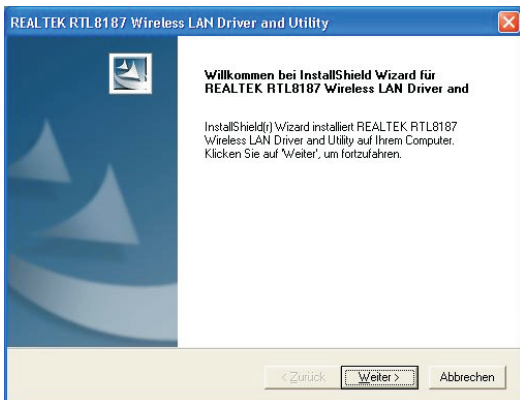 REALTEK RTL8187 Wireless LAN Driver and Utility
Willkommen bei InstallShield Wizard für
REALTEK RTL8187 Wireless LAN Driver and
InstallShield(r) Wizard installiert REALTEK RTL8187
Wireless LAN Driver and Utility auf Ihrem Computer.
Klicken Sie auf 'Weiter', um fortzufahren.
< Zurück
Weiter >
Abbrechen